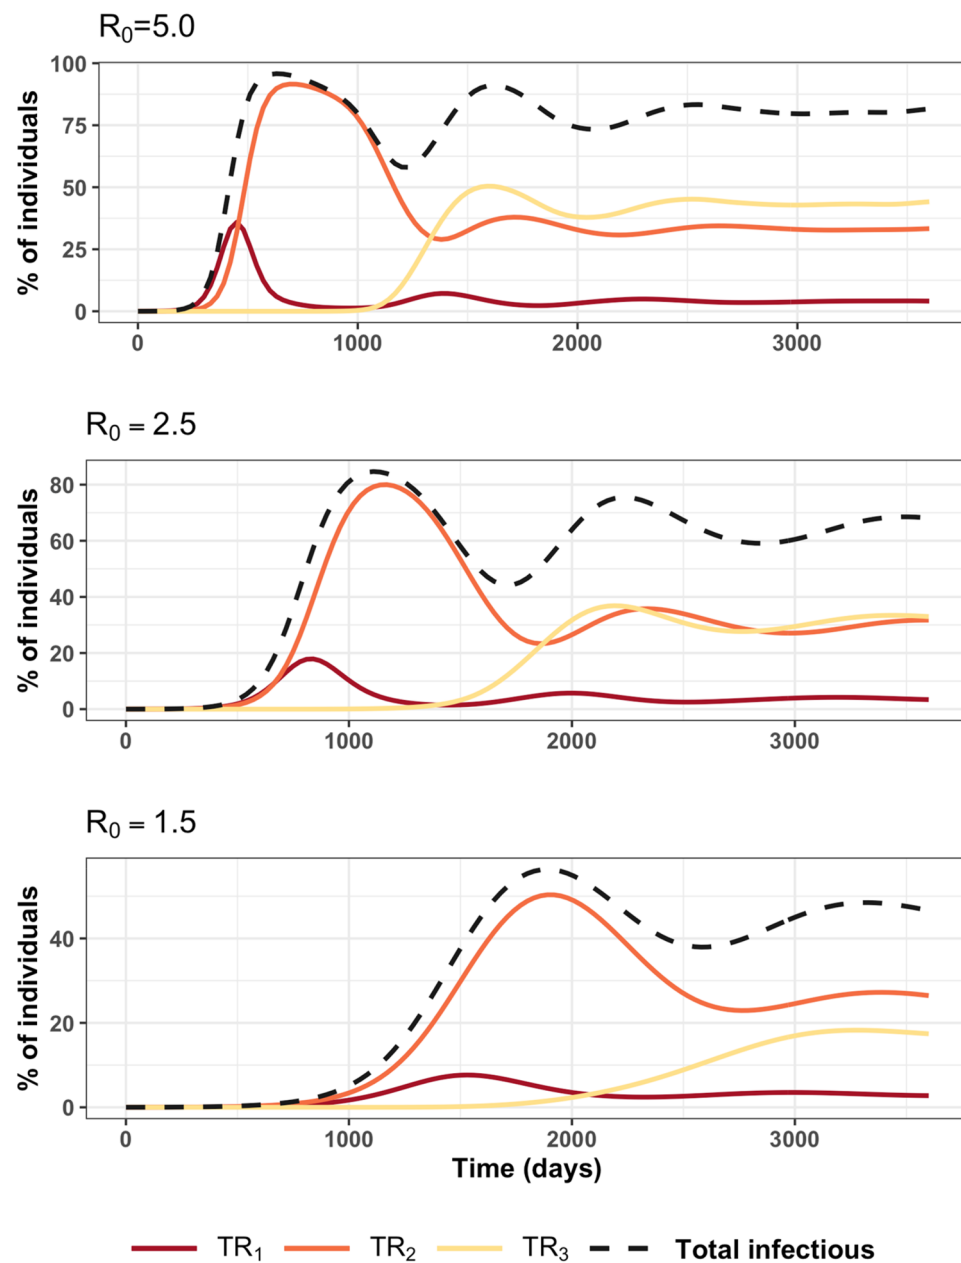 R₀=5.0
% of individuals
100
75
50
25
0
0 1000 2000 3000
R₀ = 2.5
% of individuals
80
60
40
20
0
0 1000 2000 3000
R₀ = 1.5
% of individuals
40
20
0
0 1000 2000 3000
Time (days)
TR₁ TR₂ TR₃ Total infectious